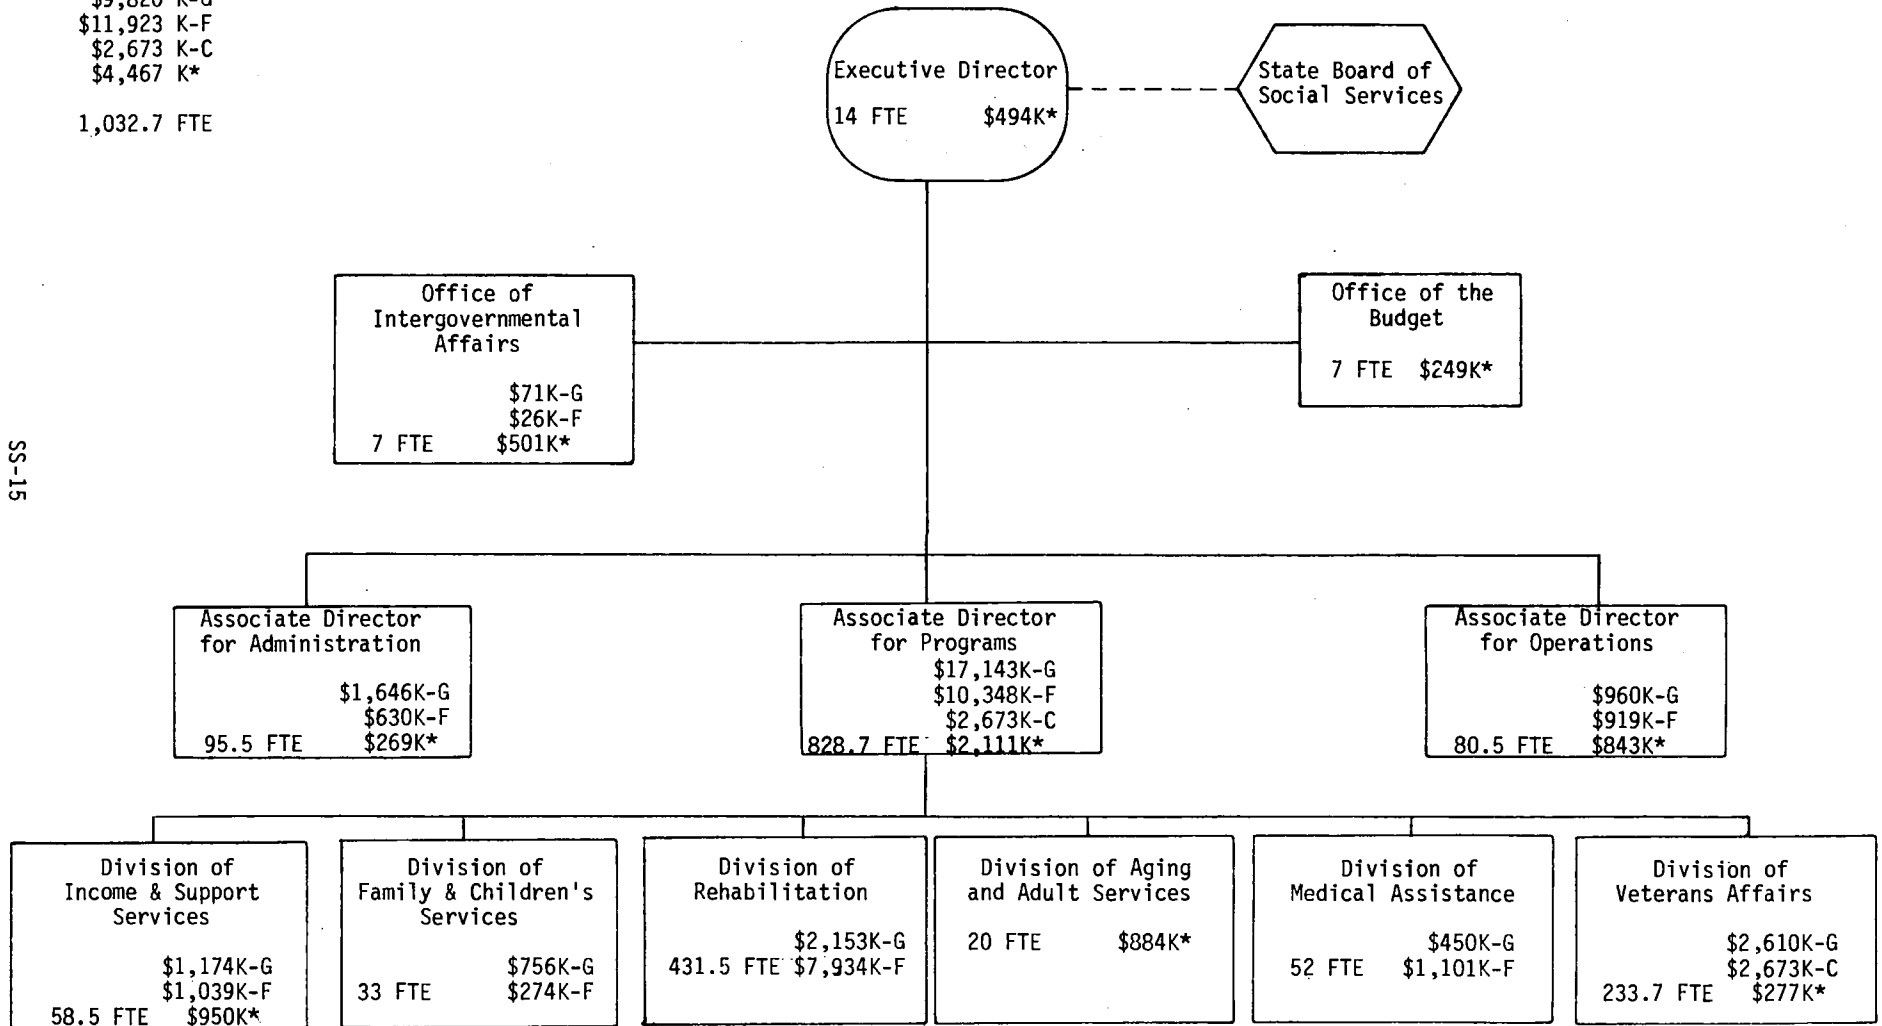 $11,923 K-F
$2,673 K-C
$4,467 K*
1,032.7 FTE
Executive Director
14 FTE $494K*
State Board of
Social Services
Office of
Intergovernmental
Affairs
$71K-G
$26K-F
7 FTE $501K*
Office of the
Budget
7 FTE $249K*
SS-15
Associate Director
for Administration
$1,646K-G
$630K-F
95.5 FTE $269K*
Associate Director
for Programs
$17,143K-G
$10,348K-F
$2,673K-C
828.7 FTE $2,111K*
Associate Director
for Operations
$960K-G
$919K-F
80.5 FTE $843K*
Division of
Income & Support
Services
$1,174K-G
$1,039K-F
58.5 FTE $950K*
Division of
Family & Children's
Services
$756K-G
33 FTE $274K-F
Division of
Rehabilitation
$2,153K-G
431.5 FTE $7,934K-F
Division of Aging
and Adult Services
20 FTE $884K*
Division of
Medical Assistance
$450K-G
52 FTE $1,101K-F
Division of
Veterans Affairs
$2,610K-G
$2,673K-C
233.7 FTE $277K*